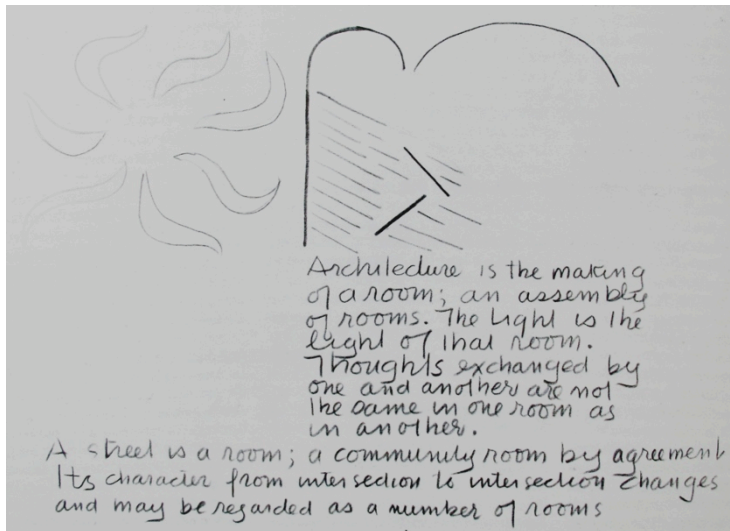 Architecture is the making
of a room; an assembly
of rooms. The light is the
light of that room.
Thoughts exchanged by
one and another are not
the same in one room as
in another.
A street is a room; a community room by agreement
Its character from intersection to intersection changes
and may be regarded as a number of rooms